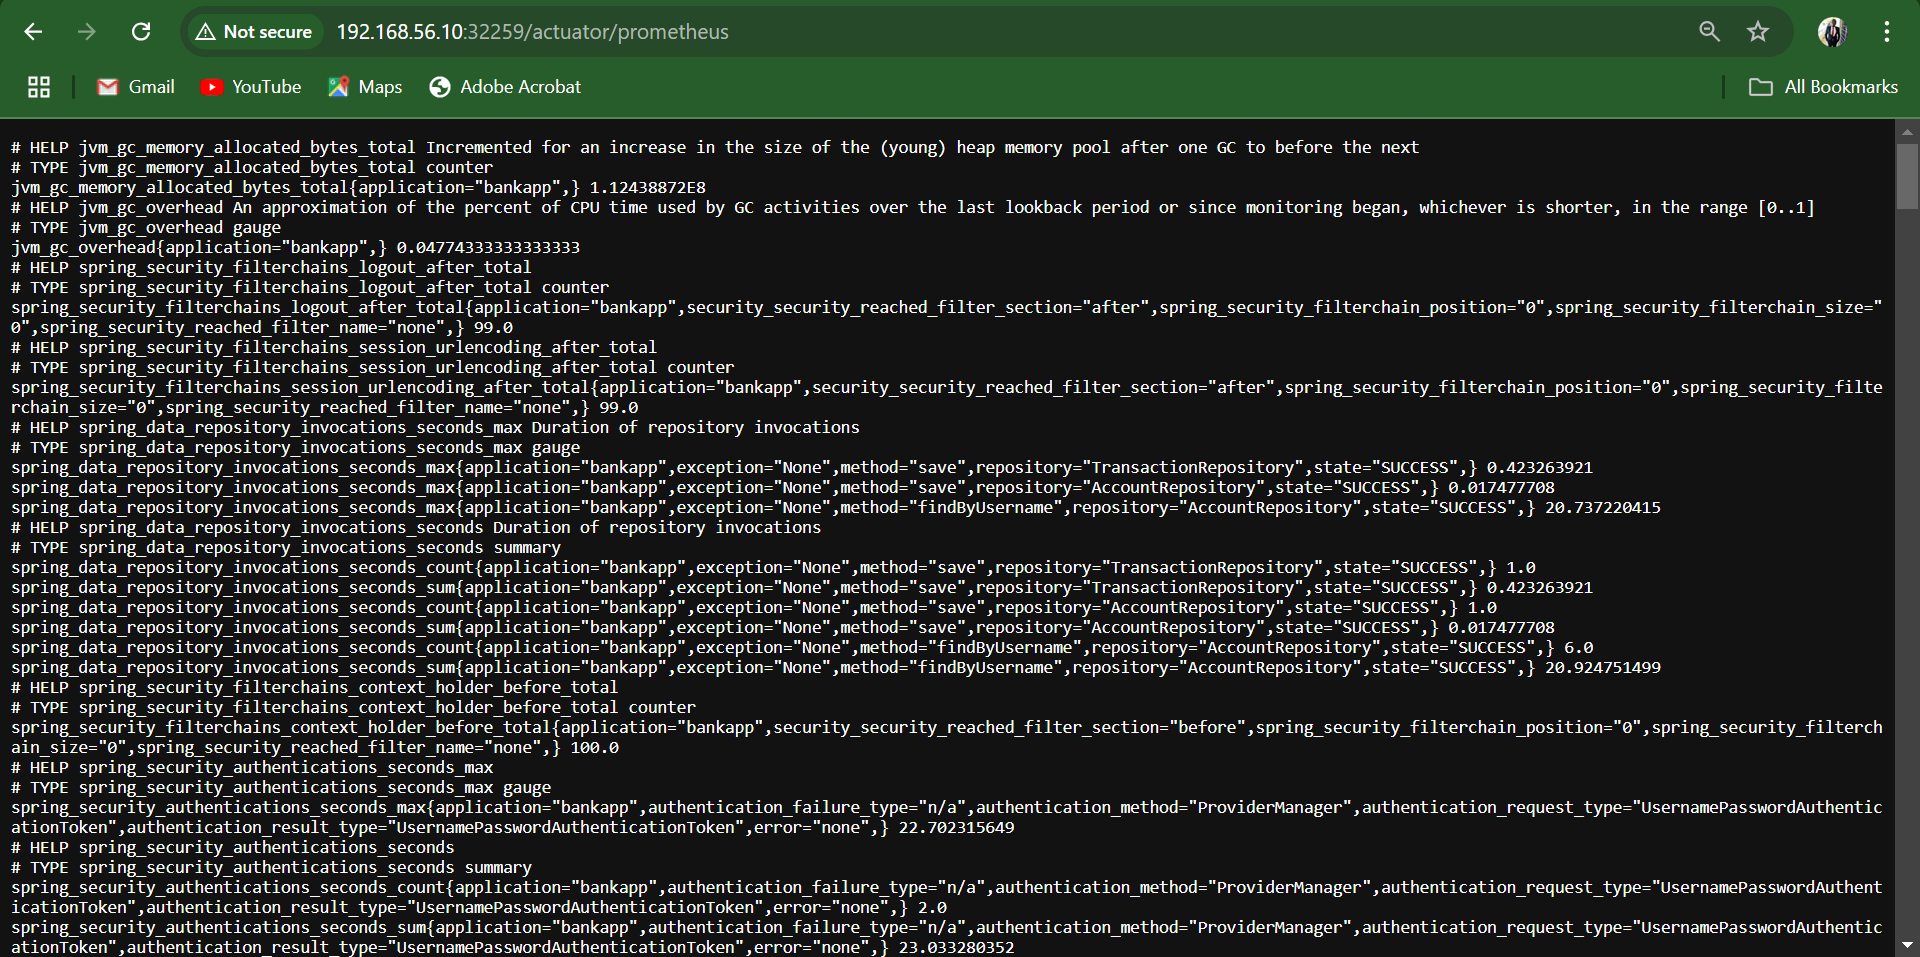 Not secure 192.168.56.10:32259/actuator/prometheus
Gmail YouTube Maps Adobe Acrobat All Bookmarks
# HELP jvm_gc_memory_allocated_bytes_total Incremented for an increase in the size of the (young) heap memory pool after one GC to before the next
# TYPE jvm_gc_memory_allocated_bytes_total counter
jvm_gc_memory_allocated_bytes_total{application="bankapp",} 1.12438872E8
# HELP jvm_gc_overhead An approximation of the percent of CPU time used by GC activities over the last lookback period or since monitoring began, whichever is shorter, in the range [0..1]
# TYPE jvm_gc_overhead gauge
jvm_gc_overhead{application="bankapp",} 0.04774333333333333
# HELP spring_security_filterchains_logout_after_total
# TYPE spring_security_filterchains_logout_after_total counter
spring_security_filterchains_logout_after_total{application="bankapp",security_security_reached_filter_section="after",spring_security_filterchain_position="0",spring_security_filterchain_size="
0",spring_security_reached_filter_name="none",} 99.0
# HELP spring_security_filterchains_session_urlencoding_after_total
# TYPE spring_security_filterchains_session_urlencoding_after_total counter
spring_security_filterchains_session_urlencoding_after_total{application="bankapp",security_security_reached_filter_section="after",spring_security_filterchain_position="0",spring_security_filte
rchain_size="0",spring_security_reached_filter_name="none",} 99.0
# HELP spring_data_repository_invocations_seconds_max Duration of repository invocations
# TYPE spring_data_repository_invocations_seconds_max gauge
spring_data_repository_invocations_seconds_max{application="bankapp",exception="None",method="save",repository="TransactionRepository",state="SUCCESS",} 0.423263921
spring_data_repository_invocations_seconds_max{application="bankapp",exception="None",method="save",repository="AccountRepository",state="SUCCESS",} 0.017477708
spring_data_repository_invocations_seconds_max{application="bankapp",exception="None",method="findByUsername",repository="AccountRepository",state="SUCCESS",} 20.737220415
# HELP spring_data_repository_invocations_seconds Duration of repository invocations
# TYPE spring_data_repository_invocations_seconds summary
spring_data_repository_invocations_seconds_count{application="bankapp",exception="None",method="save",repository="TransactionRepository",state="SUCCESS",} 1.0
spring_data_repository_invocations_seconds_sum{application="bankapp",exception="None",method="save",repository="TransactionRepository",state="SUCCESS",} 0.423263921
spring_data_repository_invocations_seconds_count{application="bankapp",exception="None",method="save",repository="AccountRepository",state="SUCCESS",} 1.0
spring_data_repository_invocations_seconds_sum{application="bankapp",exception="None",method="save",repository="AccountRepository",state="SUCCESS",} 0.017477708
spring_data_repository_invocations_seconds_count{application="bankapp",exception="None",method="findByUsername",repository="AccountRepository",state="SUCCESS",} 6.0
spring_data_repository_invocations_seconds_sum{application="bankapp",exception="None",method="findByUsername",repository="AccountRepository",state="SUCCESS",} 20.924751499
# HELP spring_security_filterchains_context_holder_before_total
# TYPE spring_security_filterchains_context_holder_before_total counter
spring_security_filterchains_context_holder_before_total{application="bankapp",security_security_reached_filter_section="before",spring_security_filterchain_position="0",spring_security_filterch
ain_size="0",spring_security_reached_filter_name="none",} 100.0
# HELP spring_security_authentications_seconds_max
# TYPE spring_security_authentications_seconds_max gauge
spring_security_authentications_seconds_max{application="bankapp",authentication_failure_type="n/a",authentication_method="ProviderManager",authentication_request_type="UsernamePasswordAuthentic
ationToken",authentication_result_type="UsernamePasswordAuthenticationToken",error="none",} 22.702315649
# HELP spring_security_authentications_seconds
# TYPE spring_security_authentications_seconds summary
spring_security_authentications_seconds_count{application="bankapp",authentication_failure_type="n/a",authentication_method="ProviderManager",authentication_request_type="UsernamePasswordAuthent
icationToken",authentication_result_type="UsernamePasswordAuthenticationToken",error="none",} 2.0
spring_security_authentications_seconds_sum{application="bankapp",authentication_failure_type="n/a",authentication_method="ProviderManager",authentication_request_type="UsernamePasswordAuthentic
ationToken",authentication_result_type="UsernamePasswordAuthenticationToken",error="none",} 23.033280352